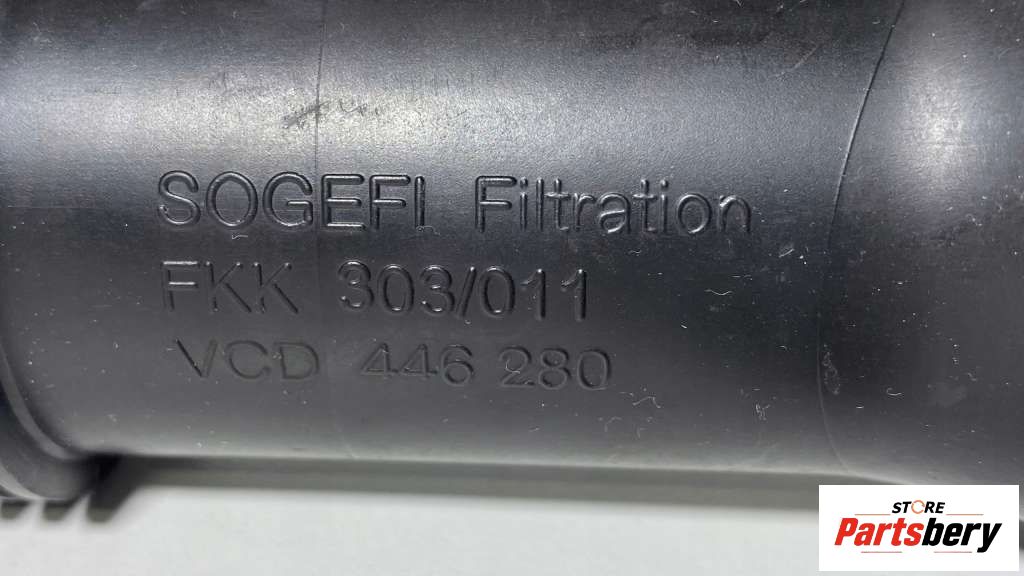 SOGEFI Filtration
FKK 303/011
VCD 446 280
STORE
Partsbery